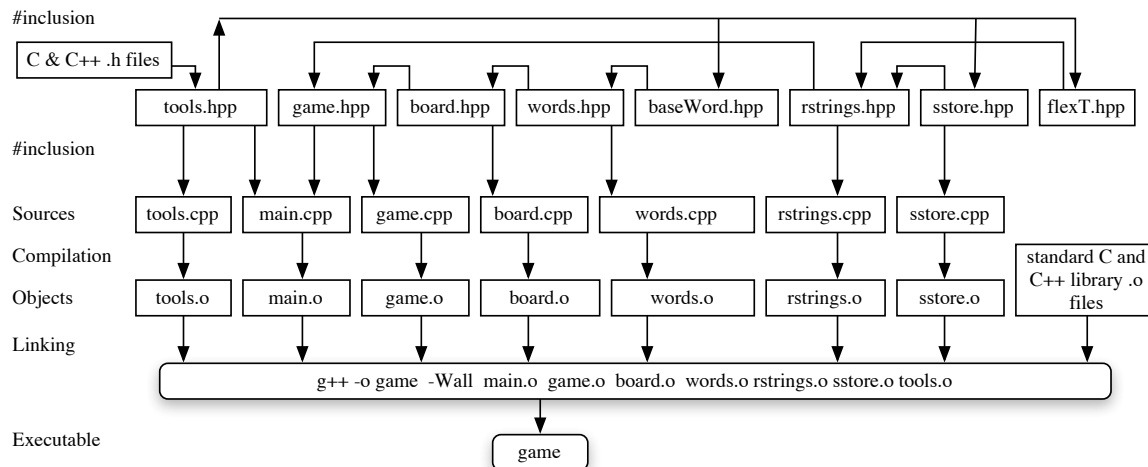 #inclusion
C & C++ .h files
tools.hpp
game.hpp
board.hpp
words.hpp
baseWord.hpp
rstrings.hpp
sstore.hpp
flexT.hpp
#inclusion
Sources
tools.cpp
main.cpp
game.cpp
board.cpp
words.cpp
rstrings.cpp
sstore.cpp
Compilation
standard C and
C++ library .o
files
Objects
tools.o
main.o
game.o
board.o
words.o
rstrings.o
sstore.o
Linking
g++ -o game -Wall main.o game.o board.o words.o rstrings.o sstore.o tools.o
Executable
game